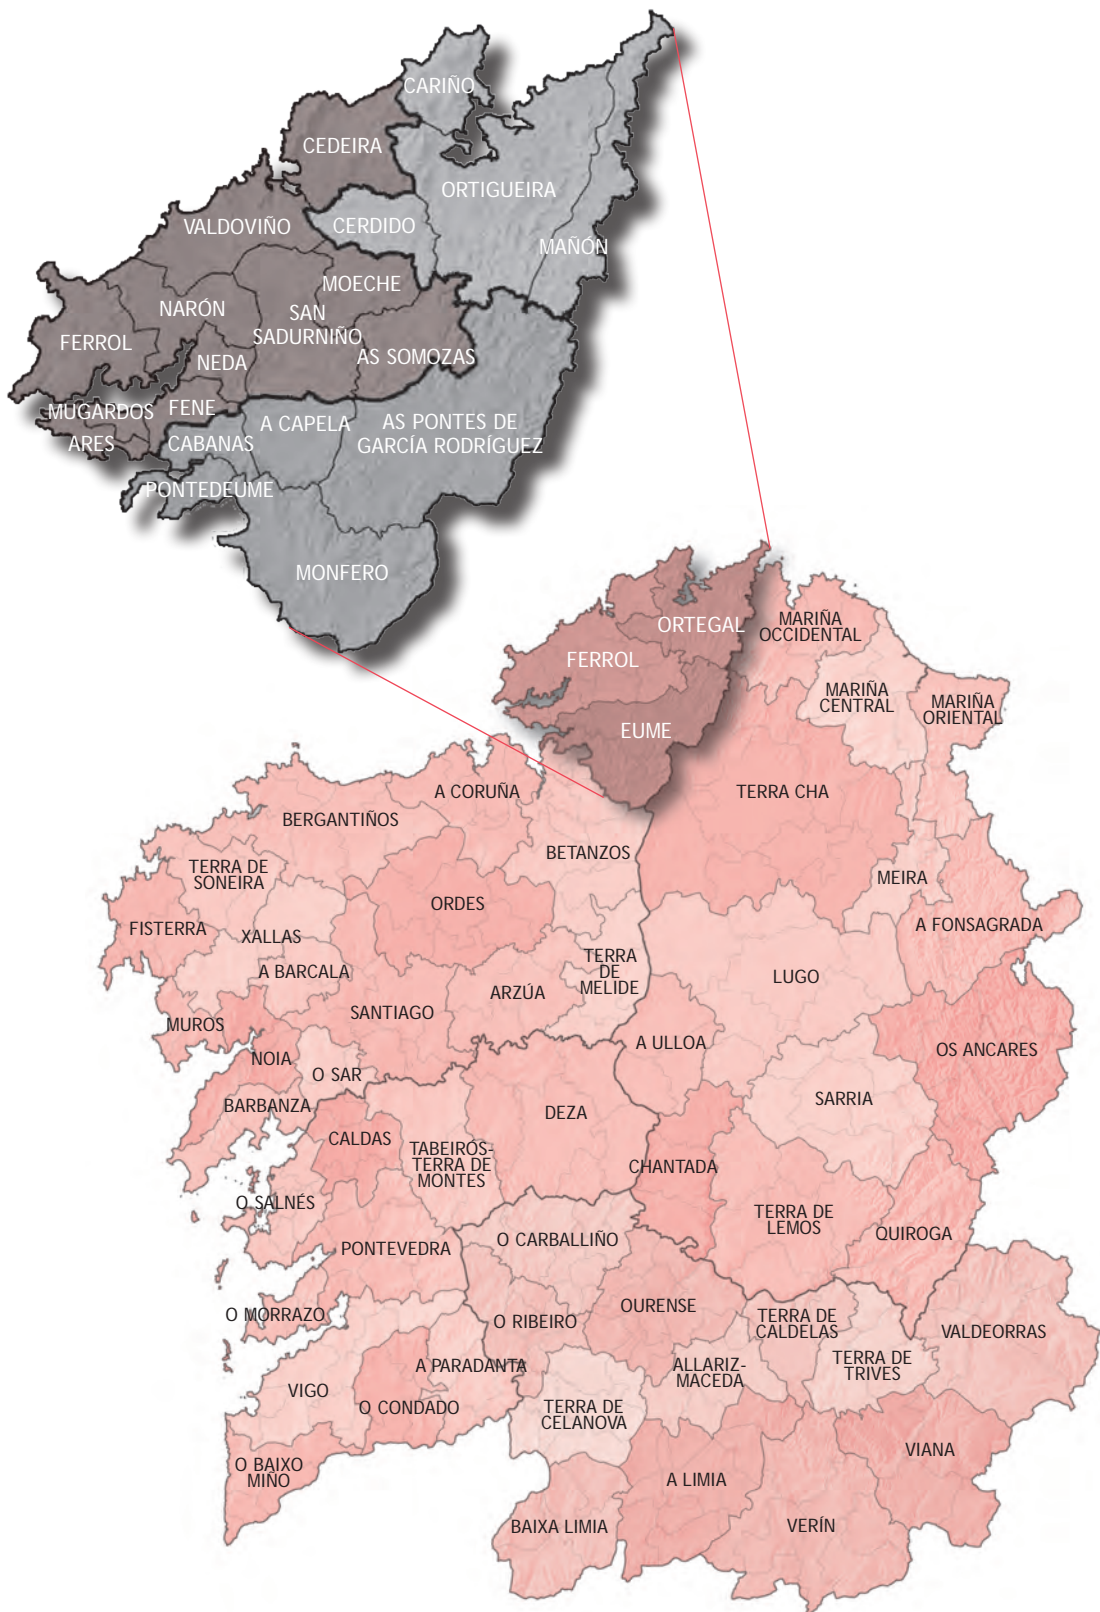 CARIÑO
CEDEIRA
ORTIGUEIRA
VALDOVIÑO
CERDIDO
MAÑÓN
MOECHE
NARÓN
SAN
SADURNIÑO
FERROL
NEDA
AS SOMOZAS
MUGARDOS
FENE
A CAPELA
AS PONTES DE
GARCÍA RODRÍGUEZ
ARES
CABANAS
PONTEDEUME
MONFERO
ORTEGAL
MARIÑA
OCCIDENTAL
FERROL
MARIÑA
CENTRAL
MARIÑA
ORIENTAL
EUME
A CORUÑA
TERRA CHA
BERGANTIÑOS
BETANZOS
TERRA DE
SONEIRA
MEIRA
ORDES
FISTERRA
XALLAS
A FONSAGRADA
A BARCALA
TERRA
DE
MELIDE
LUGO
ARZÚA
SANTIAGO
MUROS
NOIA
A ULLOA
OS ANCARES
O SAR
SARRIA
BARBANZA
DEZA
CALDAS
TABEIRÓS-
TERRA DE
MONTES
CHANTADA
O SALNÉS
TERRA DE
LEMOS
QUIROGA
O CARBALLIÑO
PONTEVEDRA
O MORRAZO
OURENSE
TERRA DE
CALDELAS
O RIBEIRO
VALDEORRAS
A PARADANTA
ALLARIZ-
MACEDA
TERRA DE
TRIVES
VIGO
O CONDADO
TERRA DE
CELANOVA
VIANA
O BAIXO
MIÑO
A LIMIA
BAIXA LIMIA
VERÍN